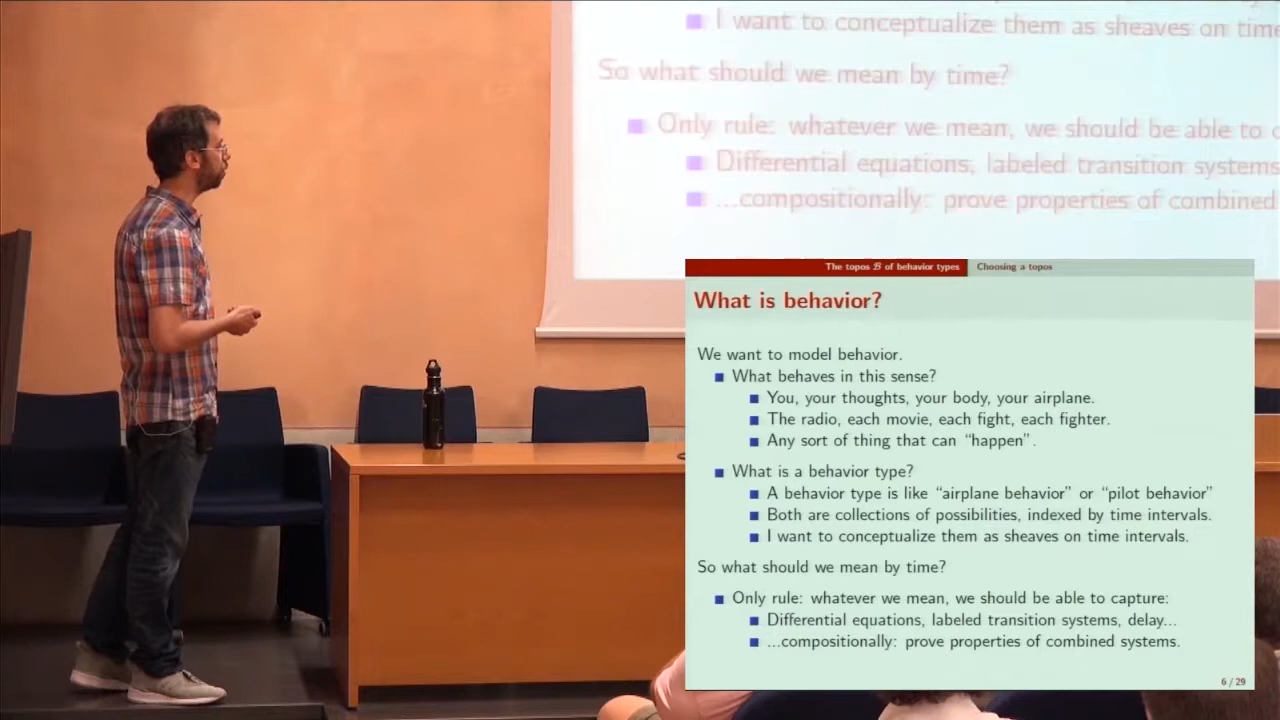 I want to conceptualize them as sheaves on time
So what should we mean by time?
Only rule: whatever we mean, we should be able to
Differential equations, labeled transition systems
...compositionally: prove properties of combined
The topos B of behavior types Choosing a topos
What is behavior?
We want to model behavior.
What behaves in this sense?
You, your thoughts, your body, your airplane.
The radio, each movie, each fight, each fighter.
Any sort of thing that can “happen”.
What is a behavior type?
A behavior type is like “airplane behavior” or “pilot behavior”
Both are collections of possibilities, indexed by time intervals.
I want to conceptualize them as sheaves on time intervals.
So what should we mean by time?
Only rule: whatever we mean, we should be able to capture:
Differential equations, labeled transition systems, delay...
...compositionally: prove properties of combined systems.
6 / 29